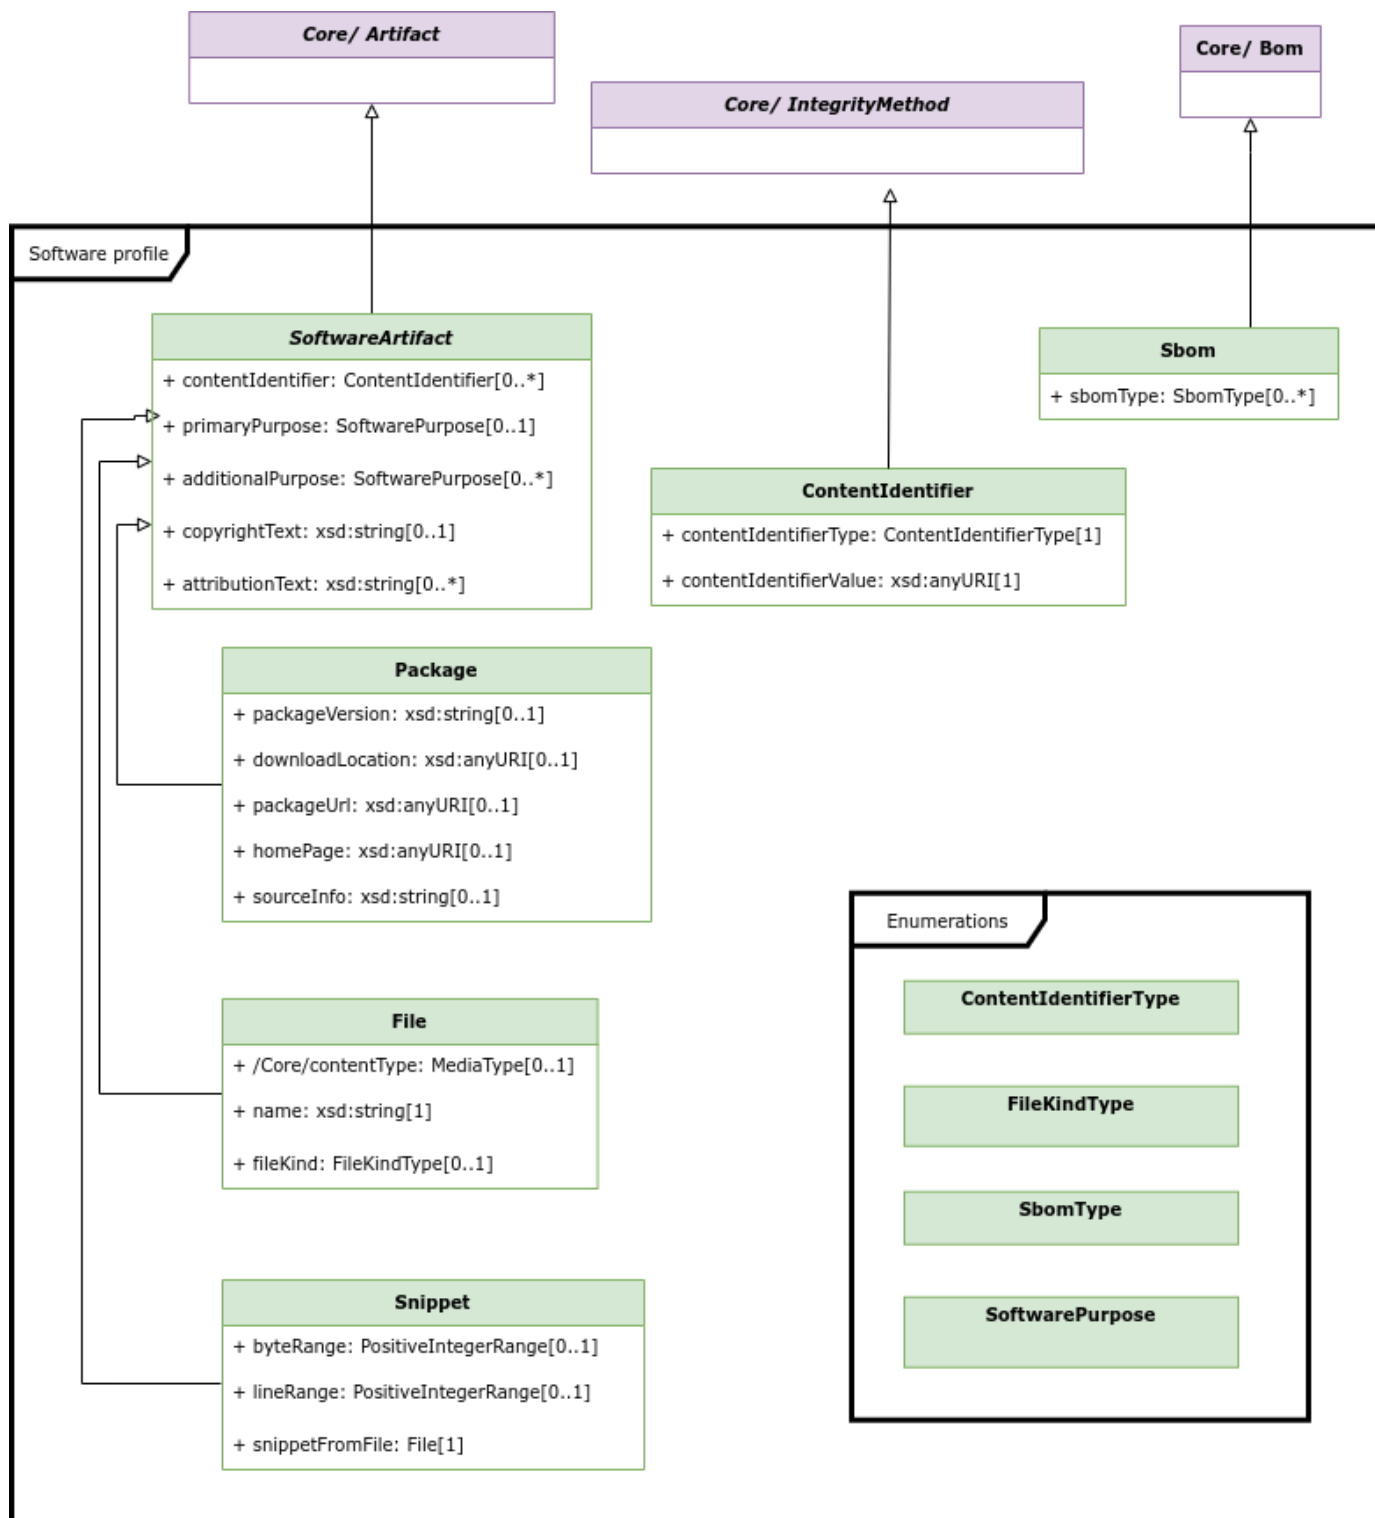 Core/ Artifact
Core/ IntegrityMethod
Core/ Bom
Software profile
SoftwareArtifact
+ contentIdentifier: ContentIdentifier[0..*]
+ primaryPurpose: SoftwarePurpose[0..1]
+ additionalPurpose: SoftwarePurpose[0..*]
+ copyrightText: xsd:string[0..1]
+ attributionText: xsd:string[0..*]
Sbom
+ sbomType: SbomType[0..*]
ContentIdentifier
+ contentIdentifierType: ContentIdentifierType[1]
+ contentIdentifierValue: xsd:anyURI[1]
Package
+ packageVersion: xsd:string[0..1]
+ downloadLocation: xsd:anyURI[0..1]
+ packageUrl: xsd:anyURI[0..1]
+ homePage: xsd:anyURI[0..1]
+ sourceInfo: xsd:string[0..1]
File
+ /Core/contentType: MediaType[0..1]
+ name: xsd:string[1]
+ fileKind: FileKindType[0..1]
Snippet
+ byteRange: PositiveIntegerRange[0..1]
+ lineRange: PositiveIntegerRange[0..1]
+ snippetFromFile: File[1]
Enumerations
ContentIdentifierType
FileKindType
SbomType
SoftwarePurpose